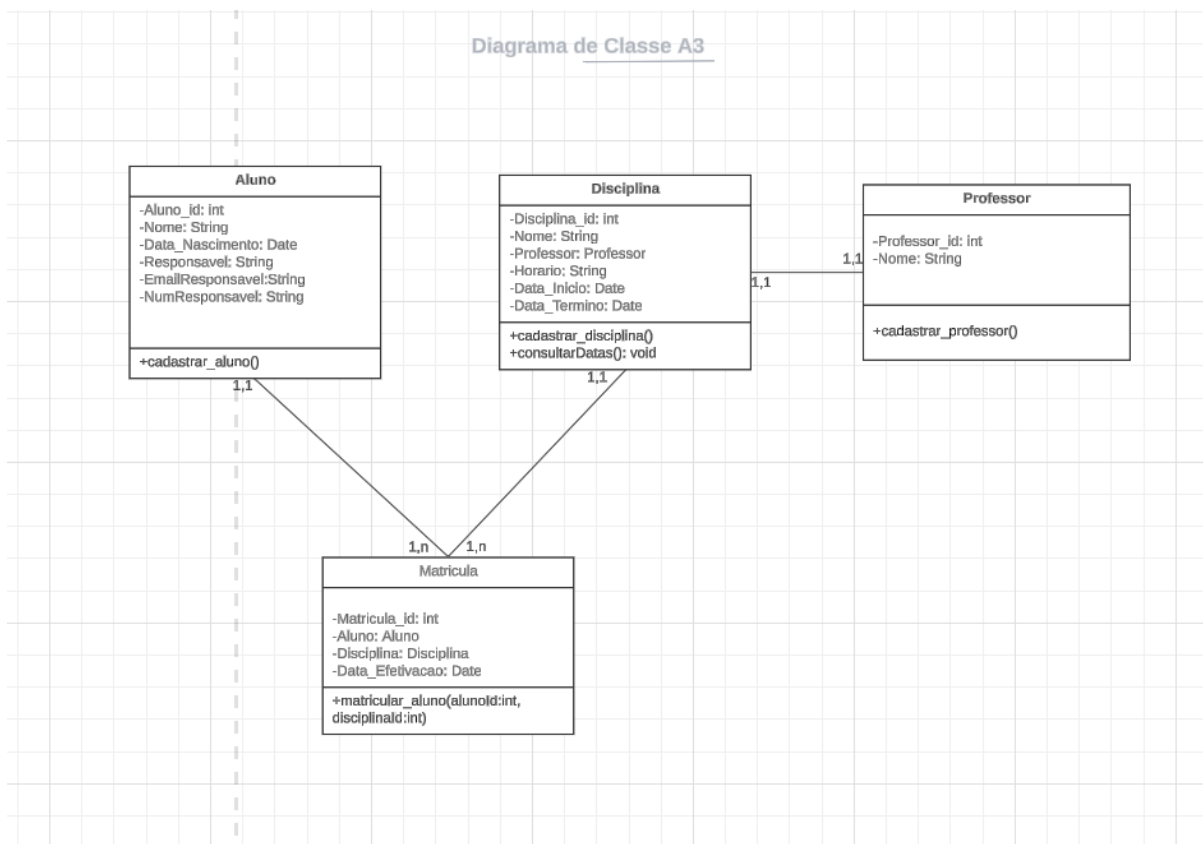 Diagrama de Classe A3
Aluno
-Aluno_id: int
-Nome: String
-Data_Nascimento: Date
-Responsavel: String
-EmailResponsavel:String
-NumResponsavel: String
+cadastrar_aluno()
1,1
Disciplina
-Disciplina_id: int
-Nome: String
-Professor: Professor
-Horario; String
-Data_Inicio: Date
-Data_Termino: Date
+cadastrar_disciplina()
+consultarDatas(): void
1,1
1,1
1,1
Professor
-Professor_id: int
-Nome: String
+cadastrar_professor()
1,n
1,n
Matricula
-Matricula_id: int
-Aluno: Aluno
-Disciplina: Disciplina
-Data_Efetivacao: Date
+matricular_aluno(alunoId:int,
disciplinaId:int)